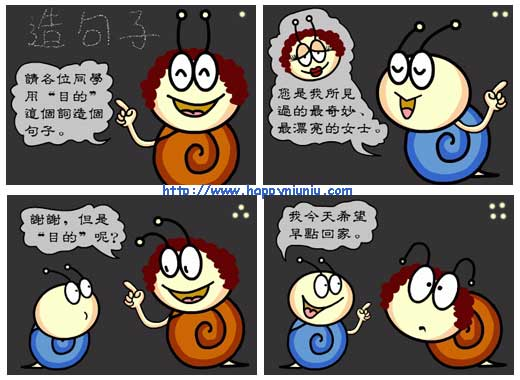 造句子
請各位同學
用“目的”
這個詞造個
句子。
您是我所見
過的最奇妙、
最漂亮的女士。
http://www.happyniuniu.com
謝謝，但是
“目的”呢？
我今天希望
早點回家。